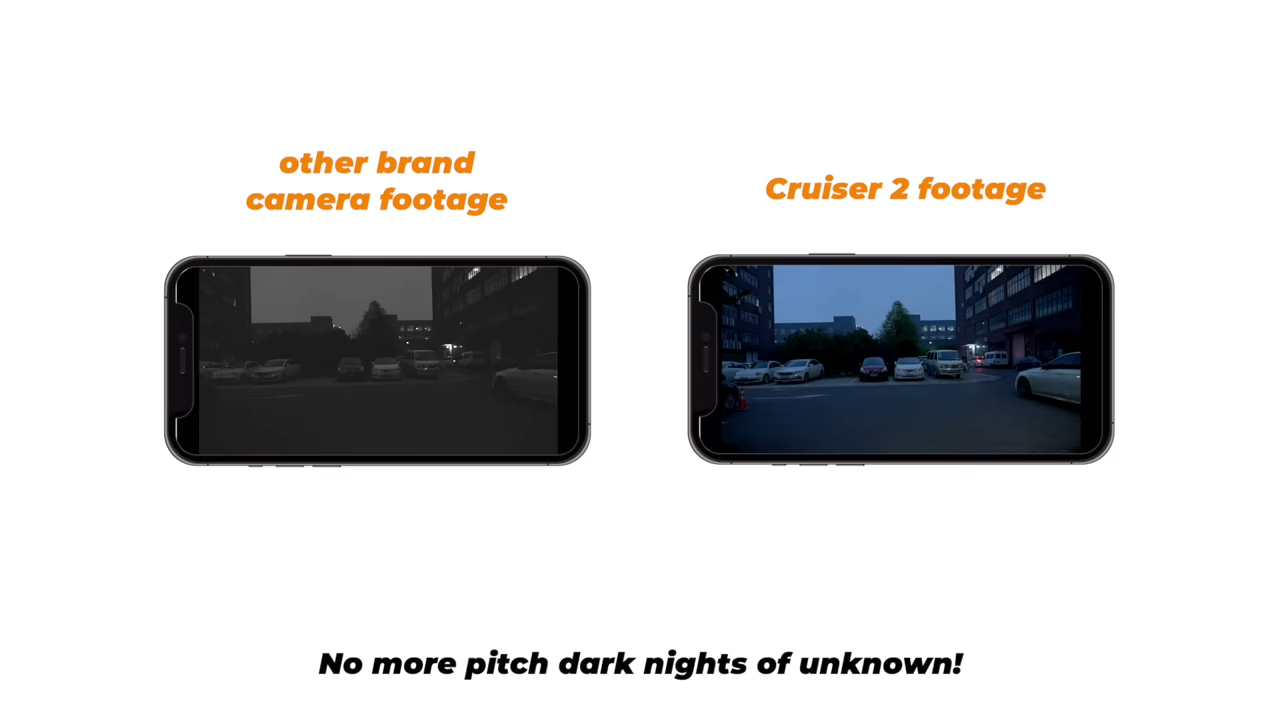 other brand
camera footage
Cruiser 2 footage
No more pitch dark nights of unknown!